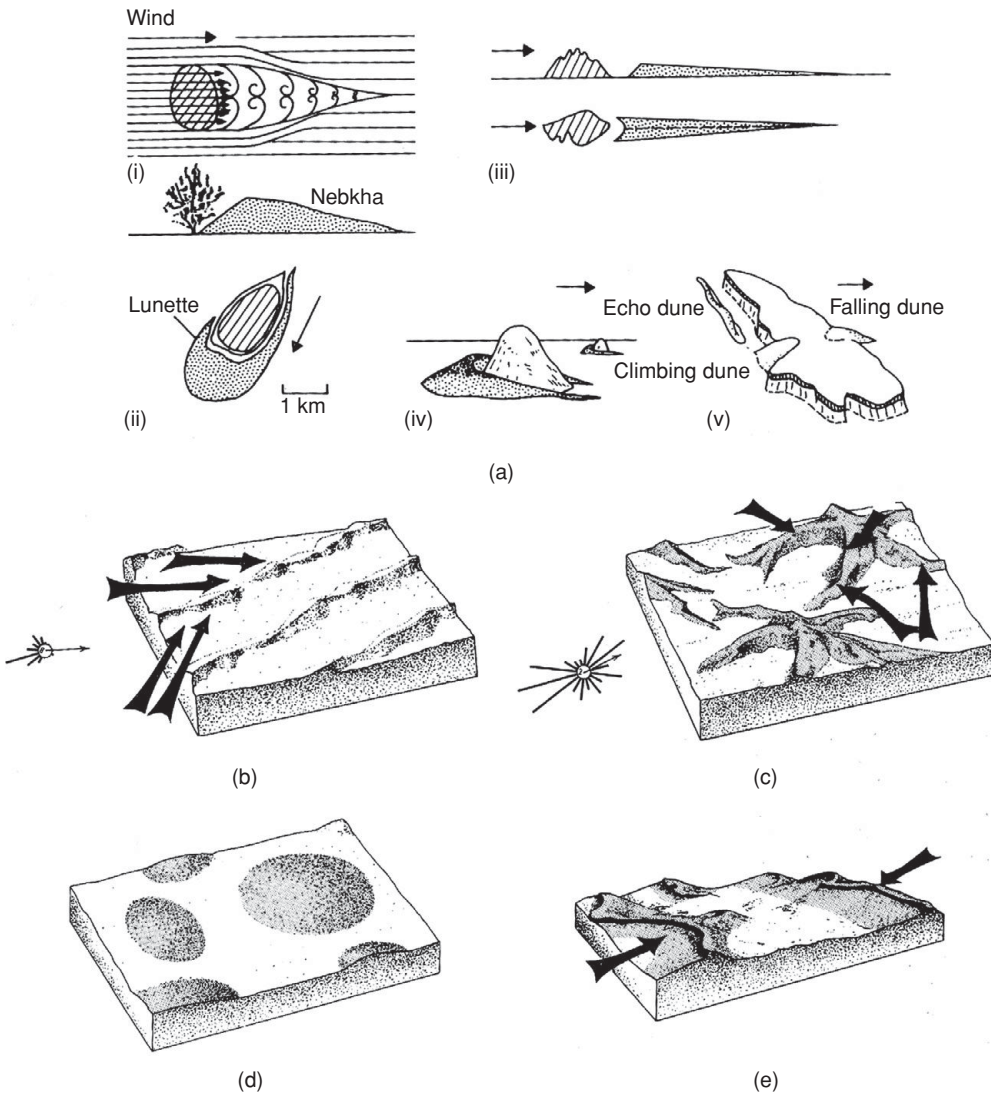 Wind
(i)
(iii)
Nebkha
Lunette
1 km
(ii)
(iv)
Climbing dune
Echo dune
Falling dune
(v)
(a)
(b)
(c)
(d)
(e)